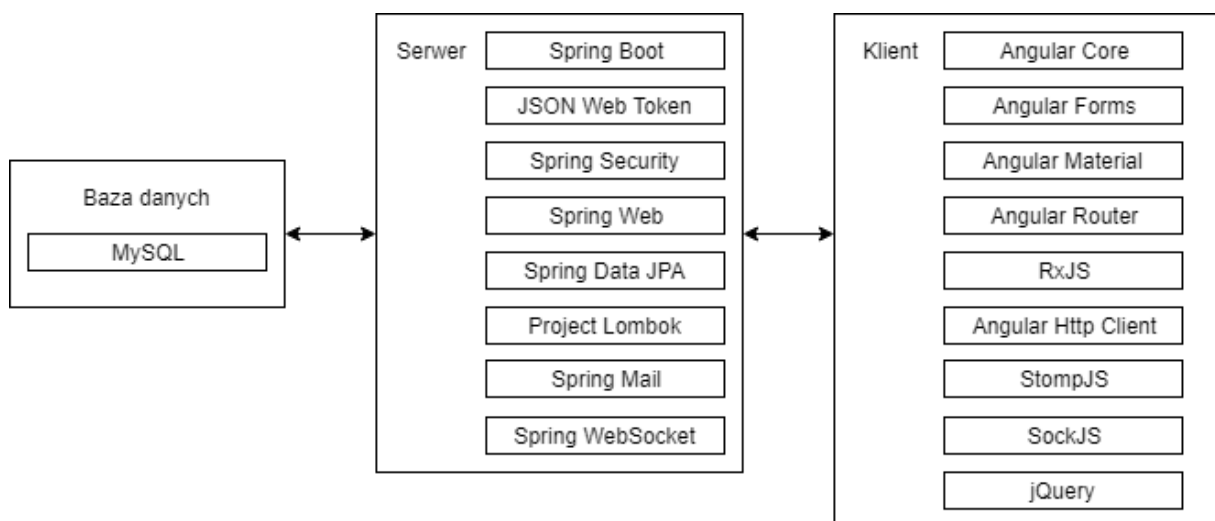 Baza danych
MySQL
Serwer
Spring Boot
JSON Web Token
Spring Security
Spring Web
Spring Data JPA
Project Lombok
Spring Mail
Spring WebSocket
Klient
Angular Core
Angular Forms
Angular Material
Angular Router
RxJS
Angular Http Client
StompJS
SockJS
jQuery